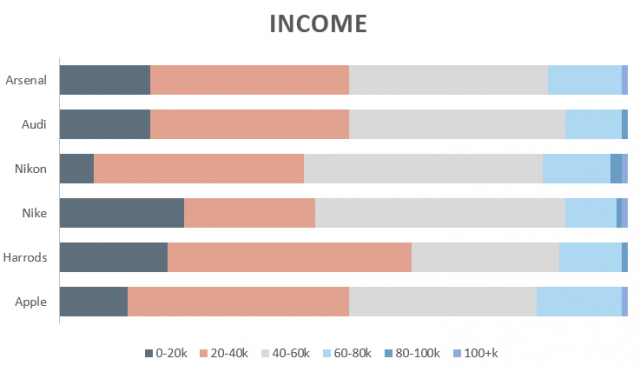 INCOME
Arsenal
Audi
Nikon
Nike
Harrods
Apple
0-20k 20-40k 40-60k 60-80k 80-100k 100+k